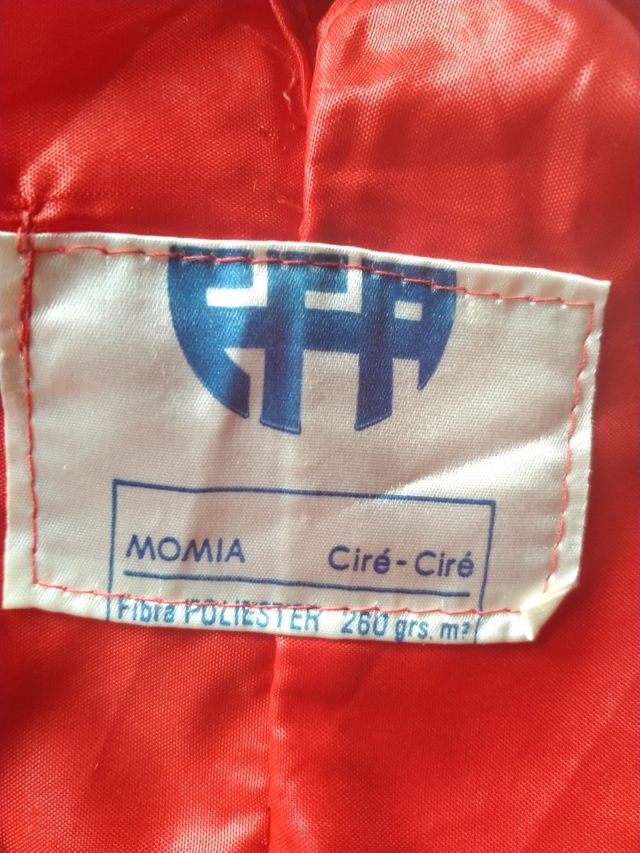 MOMIA Ciré-Ciré
Fibra POLIESTER 260 grs. m²